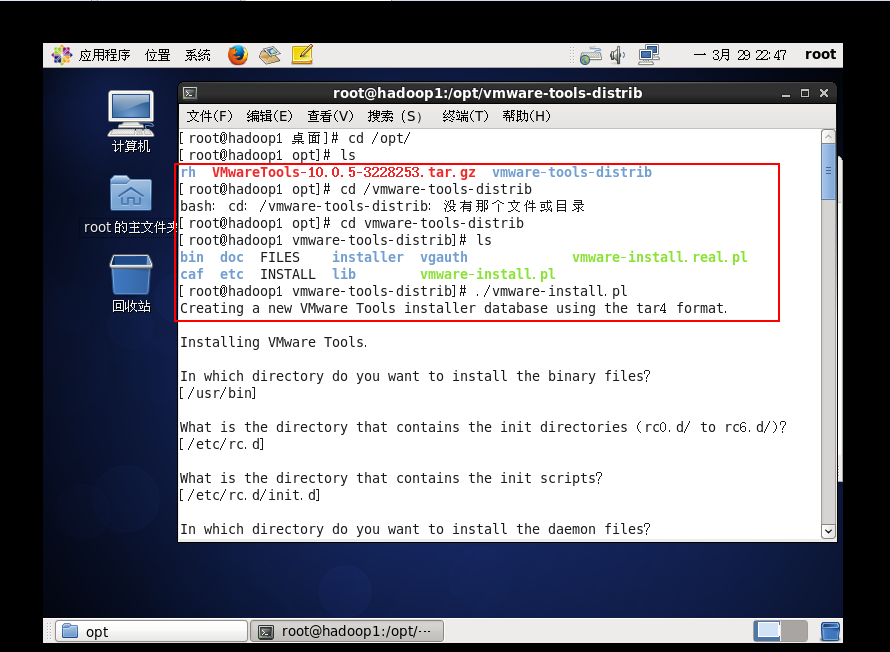 应用程序 位置 系统 一 3月 29 22:47 root
计算机
root 的主文件夹
回收站
root@hadoop1:/opt/vmware-tools-distrib
文件(F) 编辑(E) 查看(V) 搜索 (S) 终端(T) 帮助(H)
[root@hadoop1 桌面]# cd /opt/
[root@hadoop1 opt]# ls
rh VMwareTools-10.0.5-3228253.tar.gz vmware-tools-distrib
[root@hadoop1 opt]# cd /vmware-tools-distrib
bash: cd: /vmware-tools-distrib: 没有那个文件或目录
[root@hadoop1 opt]# cd vmware-tools-distrib
[root@hadoop1 vmware-tools-distrib]# ls
bin doc FILES installer vgauth vmware-install.real.pl
caf etc INSTALL lib vmware-install.pl
[root@hadoop1 vmware-tools-distrib]# ./vmware-install.pl
Creating a new VMware Tools installer database using the tar4 format.
Installing VMware Tools.
In which directory do you want to install the binary files?
[/usr/bin]
What is the directory that contains the init directories (rc0.d/ to rc6.d/)?
[/etc/rc.d]
What is the directory that contains the init scripts?
[/etc/rc.d/init.d]
In which directory do you want to install the daemon files?
opt
root@hadoop1:/opt/···